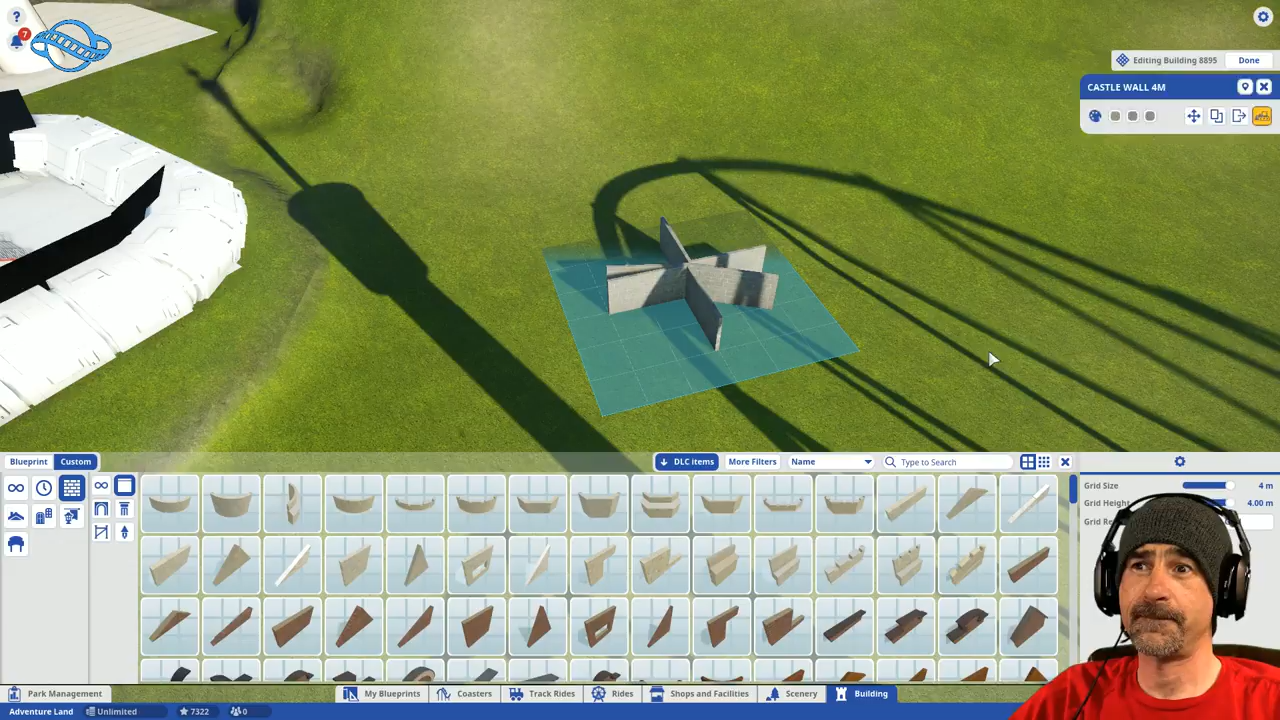 ?
7
Editing Building 8895 Done
CASTLE WALL 4M
Blueprint Custom DLC items More Filters Name Type to Search
Grid Size 4 m
Grid Height 4.00 m
Park Management My Blueprints Coasters Track Rides Rides Shops and Facilities Scenery Building
Adventure Land Unlimited 7322 0